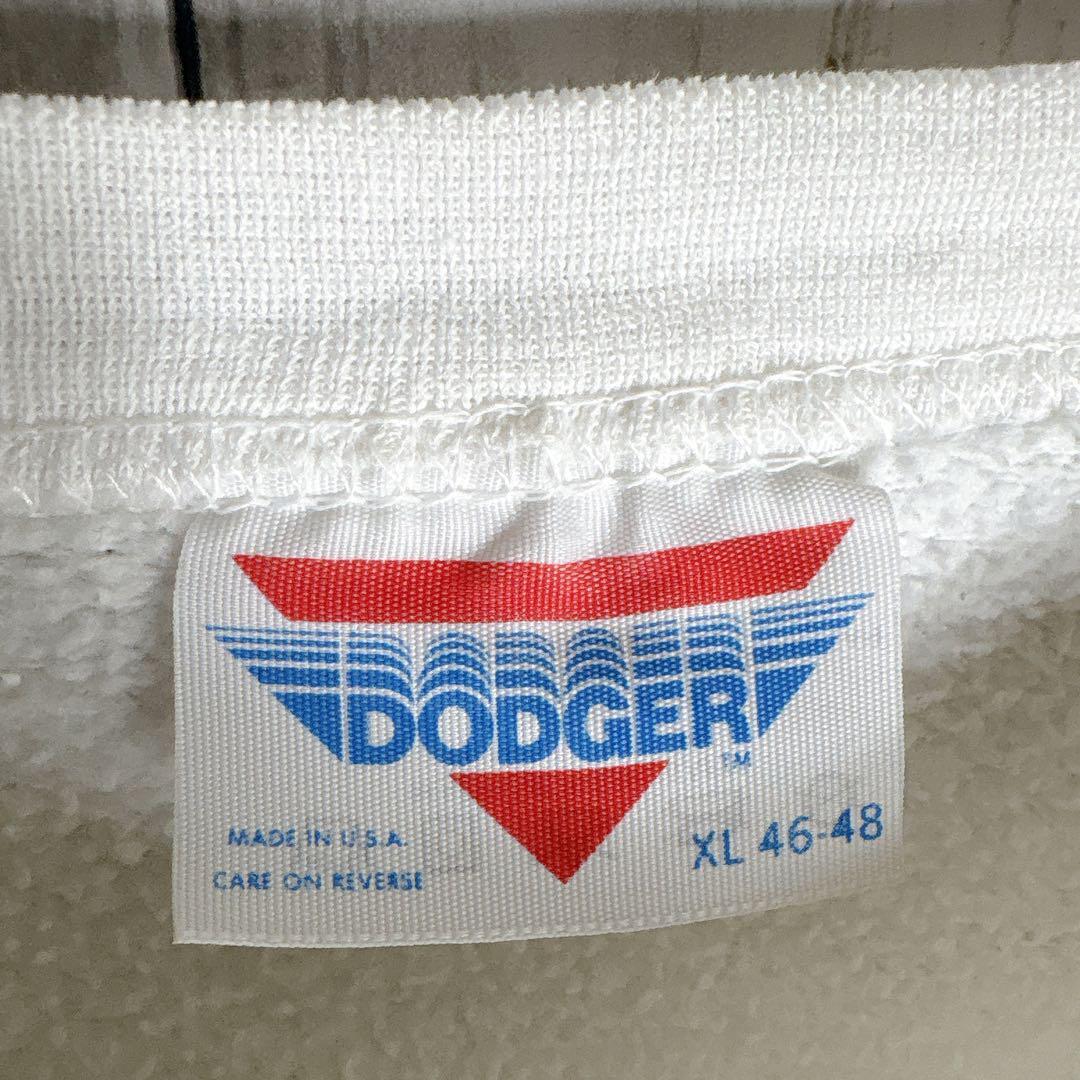 DODGER
TM
MADE IN U.S.A.
XL 46-48
CARE ON REVERSE